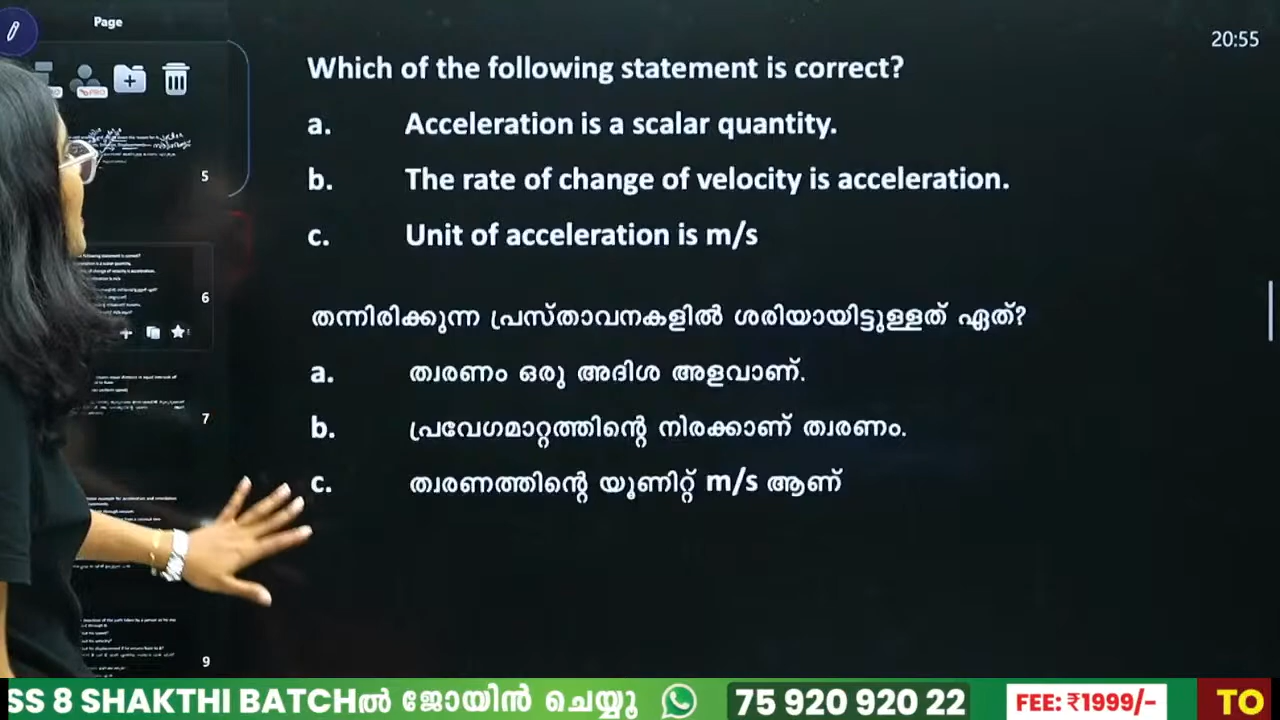 Page
20:55
Which of the following statement is correct?
a. Acceleration is a scalar quantity.
b. The rate of change of velocity is acceleration.
c. Unit of acceleration is m/s
തന്നിരിക്കുന്ന പ്രസ്താവനകളിൽ ശരിയായിട്ടുള്ളത് ഏത്?
a. ത്വരണം ഒരു അദിശ അളവാണ്.
b. പ്രവേഗമാറ്റത്തിന്റെ നിരക്കാണ് ത്വരണം.
c. ത്വരണത്തിന്റെ യൂണിറ്റ് m/s ആണ്
PRO
5
6
7
9
SS 8 SHAKTHI BATCHൽ ജോയിൻ ചെയ്യൂ 75 920 920 22 FEE: ₹1999/- TO